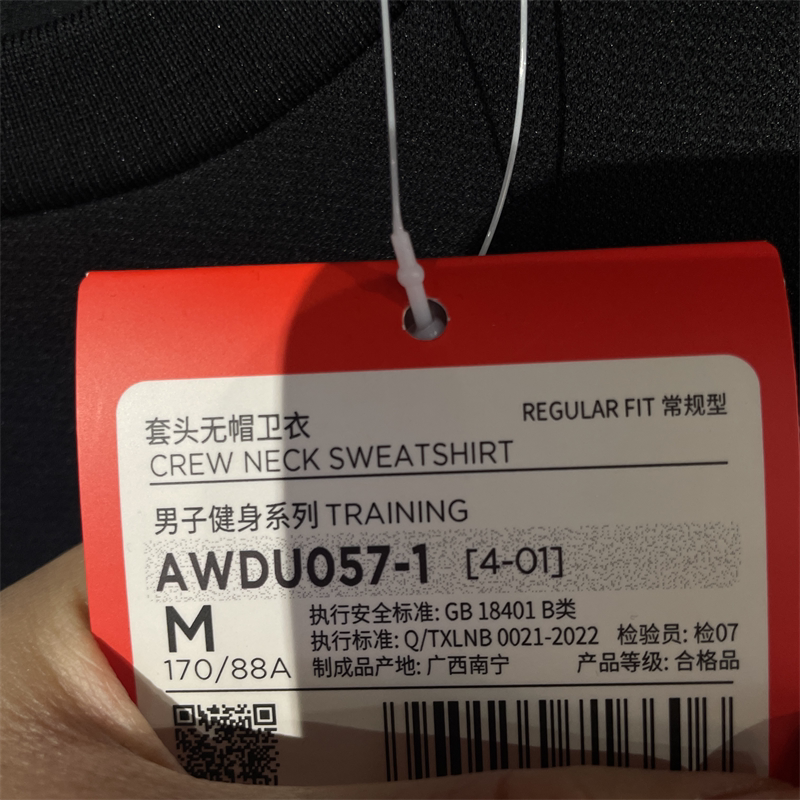 套头无帽卫衣
REGULAR FIT 常规型
CREW NECK SWEATSHIRT
男子健身系列 TRAINING
AWDU057-1 [4-01]
M
170/88A
执行安全标准: GB 18401 B类
执行标准: Q/TXLNB 0021-2022 检验员: 检07
制成品产地: 广西南宁 产品等级: 合格品